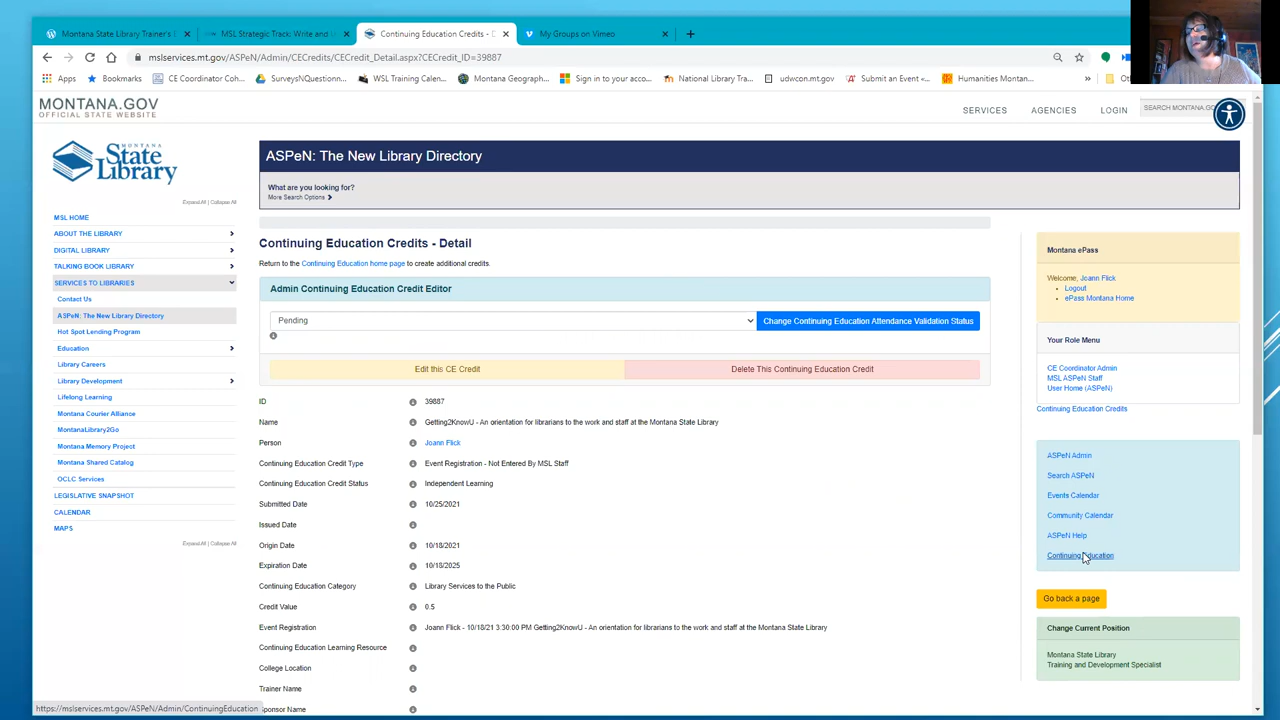 Montana State Library Trainer's
MSL Strategic Track: Write and
Continuing Education Credits - D
My Groups on Vimeo
mslservices.mt.gov/ASPeN/Admin/CECredits/CECredit_Detail.aspx?CECredit_ID=39887
Apps
Bookmarks
CE Coordinator Coh...
SurveysNQuestionn...
WSL Training Calen...
Montana Geograph...
Sign in to your acco...
National Library Tra...
udwcon.mt.gov
Submit an Event «...
Humanities Montan...
MONTANA.GOV
OFFICIAL STATE WEBSITE
SERVICES
AGENCIES
LOGIN
SEARCH MONTANA.GO
MONTANA
State
Library
Expand All | Collapse All
MSL HOME
ABOUT THE LIBRARY
DIGITAL LIBRARY
TALKING BOOK LIBRARY
SERVICES TO LIBRARIES
Contact Us
ASPeN: The New Library Directory
Hot Spot Lending Program
Education
Library Careers
Library Development
Lifelong Learning
Montana Courier Alliance
MontanaLibrary2Go
Montana Memory Project
Montana Shared Catalog
OCLC Services
LEGISLATIVE SNAPSHOT
CALENDAR
MAPS
Expand All | Collapse All
ASPeN: The New Library Directory
What are you looking for?
More Search Options
Continuing Education Credits - Detail
Return to the Continuing Education home page to create additional credits.
Admin Continuing Education Credit Editor
Pending
Change Continuing Education Attendance Validation Status
Edit this CE Credit
Delete This Continuing Education Credit
ID 39887
Name Getting2KnowU - An orientation for librarians to the work and staff at the Montana State Library
Person Joann Flick
Continuing Education Credit Type Event Registration - Not Entered By MSL Staff
Continuing Education Credit Status Independent Learning
Submitted Date 10/25/2021
Issued Date
Origin Date 10/18/2021
Expiration Date 10/18/2025
Continuing Education Category Library Services to the Public
Credit Value 0.5
Event Registration Joann Flick - 10/18/21 3:30:00 PM Getting2KnowU - An orientation for librarians to the work and staff at the Montana State Library
Continuing Education Learning Resource
College Location
Trainer Name
Sponsor Name
Montana ePass
Welcome, Joann Flick
Logout
ePass Montana Home
Your Role Menu
CE Coordinator Admin
MSL ASPeN Staff
User Home (ASPeN)
Continuing Education Credits
ASPeN Admin
Search ASPeN
Events Calendar
Community Calendar
ASPeN Help
Continuing Education
Go back a page
Change Current Position
Montana State Library
Training and Development Specialist
https://mslservices.mt.gov/ASPeN/Admin/ContinuingEducation